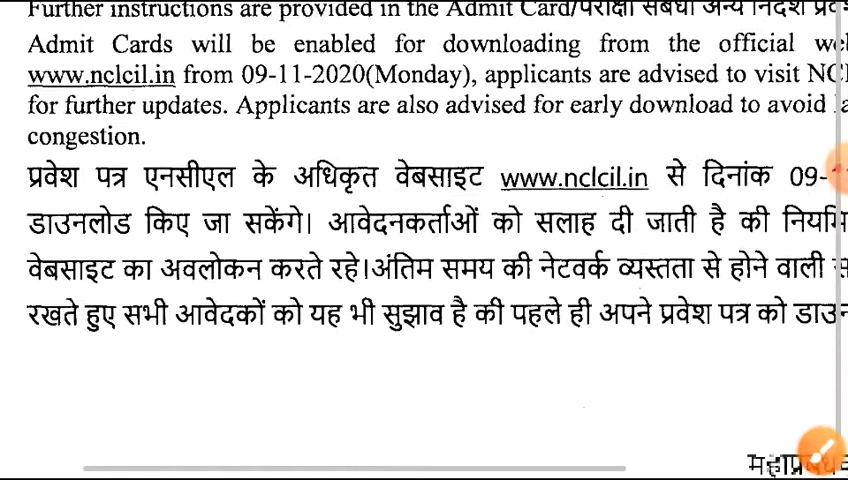 Further instructions are provided in the Admit Card/परीक्षा संबंधी अन्य निर्देश
Admit Cards will be enabled for downloading from the official
www.nclcil.in from 09-11-2020(Monday), applicants are advised to visit
for further updates. Applicants are also advised for early download to avoid
congestion.
प्रवेश पत्र एनसीएल के अधिकृत वेबसाइट www.nclcil.in से दिनांक 09-
डाउनलोड किए जा सकेंगे। आवेदनकर्ताओं को सलाह दी जाती है की
वेबसाइट का अवलोकन करते रहे।अंतिम समय की नेटवर्क व्यस्तता से होने वाली
रखते हुए सभी आवेदकों को यह भी सुझाव है की पहले ही अपने प्रवेश पत्र को